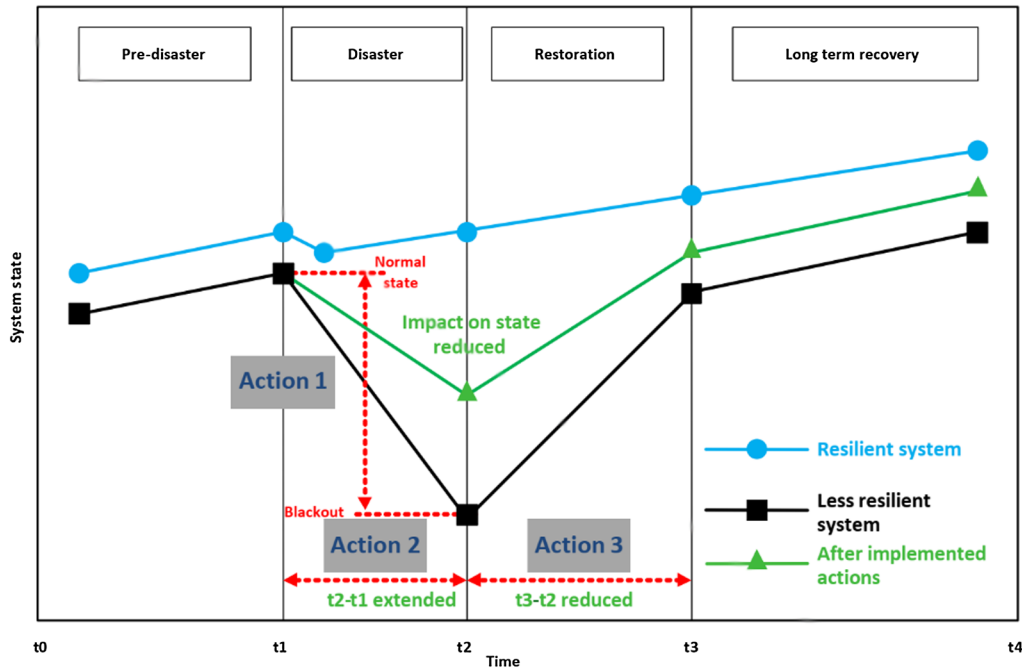 Pre-disaster
Disaster
Restoration
Long term recovery
System state
Normal
state
Impact on state
reduced
Action 1
Blackout
Action 2
Action 3
t2-t1 extended
t3-t2 reduced
Resilient system
Less resilient
system
After implemented
actions
t0
t1
t2
t3
t4
Time